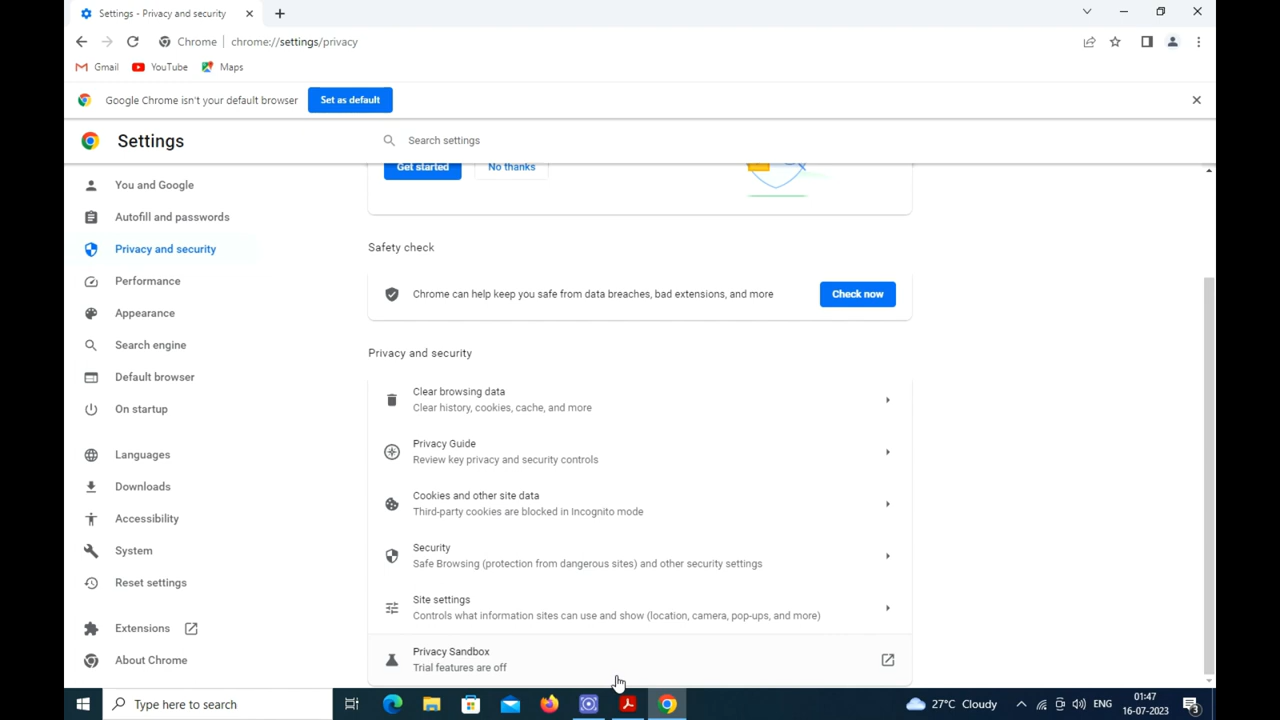 Settings - Privacy and security
Chrome
chrome://settings/privacy
Gmail YouTube Maps
Google Chrome isn't your default browser Set as default
Settings
Search settings
Get started No thanks
You and Google
Autofill and passwords
Privacy and security
Performance
Appearance
Search engine
Default browser
On startup
Languages
Downloads
Accessibility
System
Reset settings
Extensions
About Chrome
Safety check
Chrome can help keep you safe from data breaches, bad extensions, and more Check now
Privacy and security
Clear browsing data
Clear history, cookies, cache, and more
Privacy Guide
Review key privacy and security controls
Cookies and other site data
Third-party cookies are blocked in Incognito mode
Security
Safe Browsing (protection from dangerous sites) and other security settings
Site settings
Controls what information sites can use and show (location, camera, pop-ups, and more)
Privacy Sandbox
Trial features are off
Type here to search
27°C Cloudy
ENG
01:47
16-07-2023
3